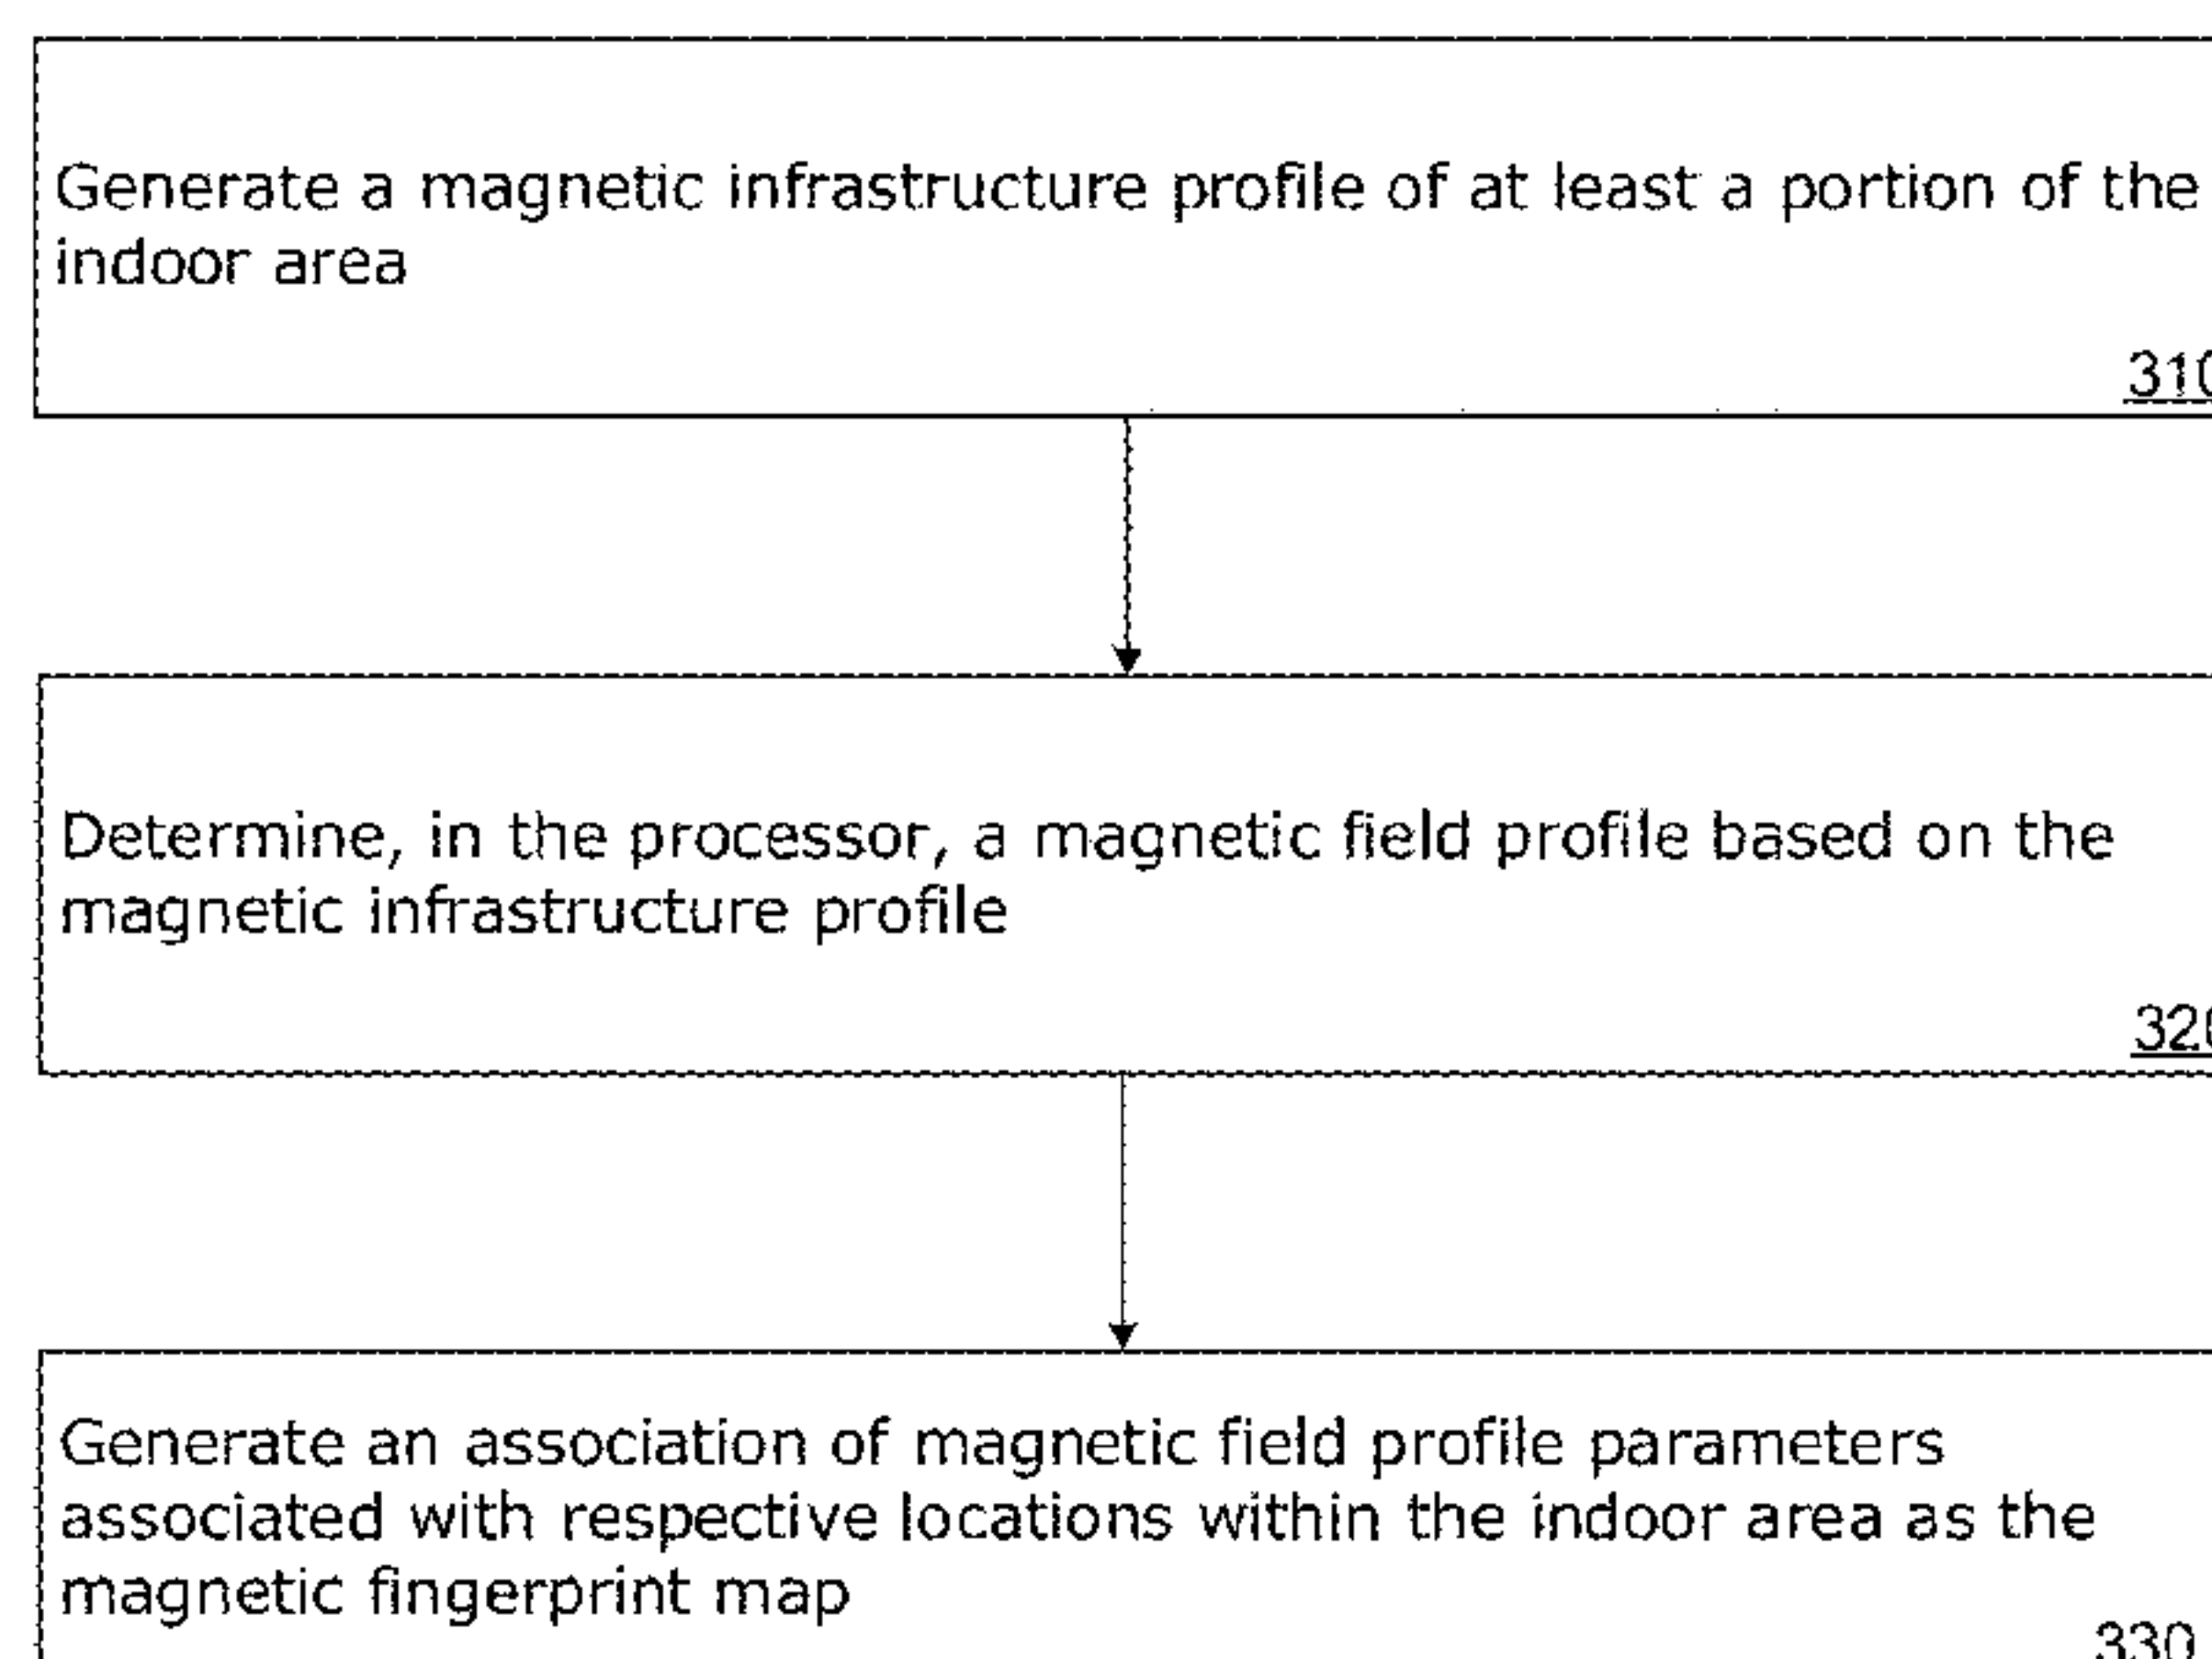 Generate a magnetic infrastructure profile of at least a portion of the
indoor area
310
Determine, in the processor, a magnetic field profile based on the
magnetic infrastructure profile
320
Generate an association of magnetic field profile parameters
associated with respective locations within the indoor area as the
magnetic fingerprint map
330